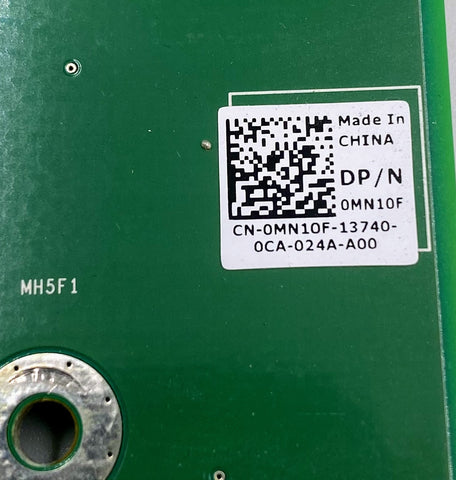 Made In
CHINA
DP/N
0MN10F
CN-0MN10F-13740-
0CA-024A-A00
MH5F1